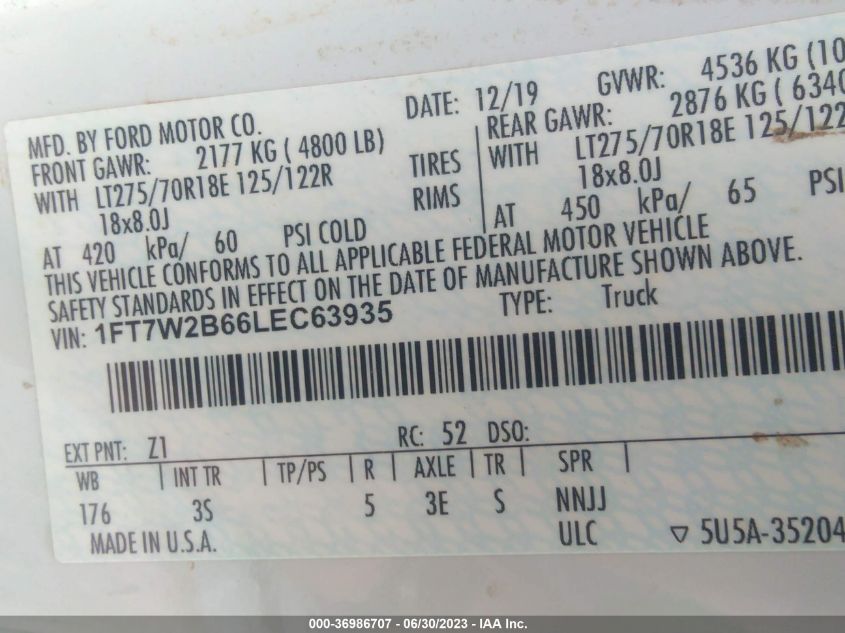 MFD. BY FORD MOTOR CO. DATE: 12/19 GVWR: 4536 KG (10
FRONT GAWR: 2177 KG ( 4800 LB) REAR GAWR: 2876 KG ( 6340
WITH LT275/70R18E 125/122R TIRES WITH LT275/70R18E 125/122
18x8.0J RIMS 18x8.0J
AT 420 kPa/ 60 PSI COLD AT 450 kPa/ 65 PSI
THIS VEHICLE CONFORMS TO ALL APPLICABLE FEDERAL MOTOR VEHICLE
SAFETY STANDARDS IN EFFECT ON THE DATE OF MANUFACTURE SHOWN ABOVE.
VIN: 1FT7W2B66LEC63935 TYPE: Truck
EXT PNT: Z1 RC: 52 DSO:
WB | INT TR | TP/PS | R | AXLE | TR | SPR |
176 3S 5 3E S NNJJ
MADE IN U.S.A. ULC ▽ 5U5A-35204
000-36986707 - 06/30/2023 - IAA Inc.